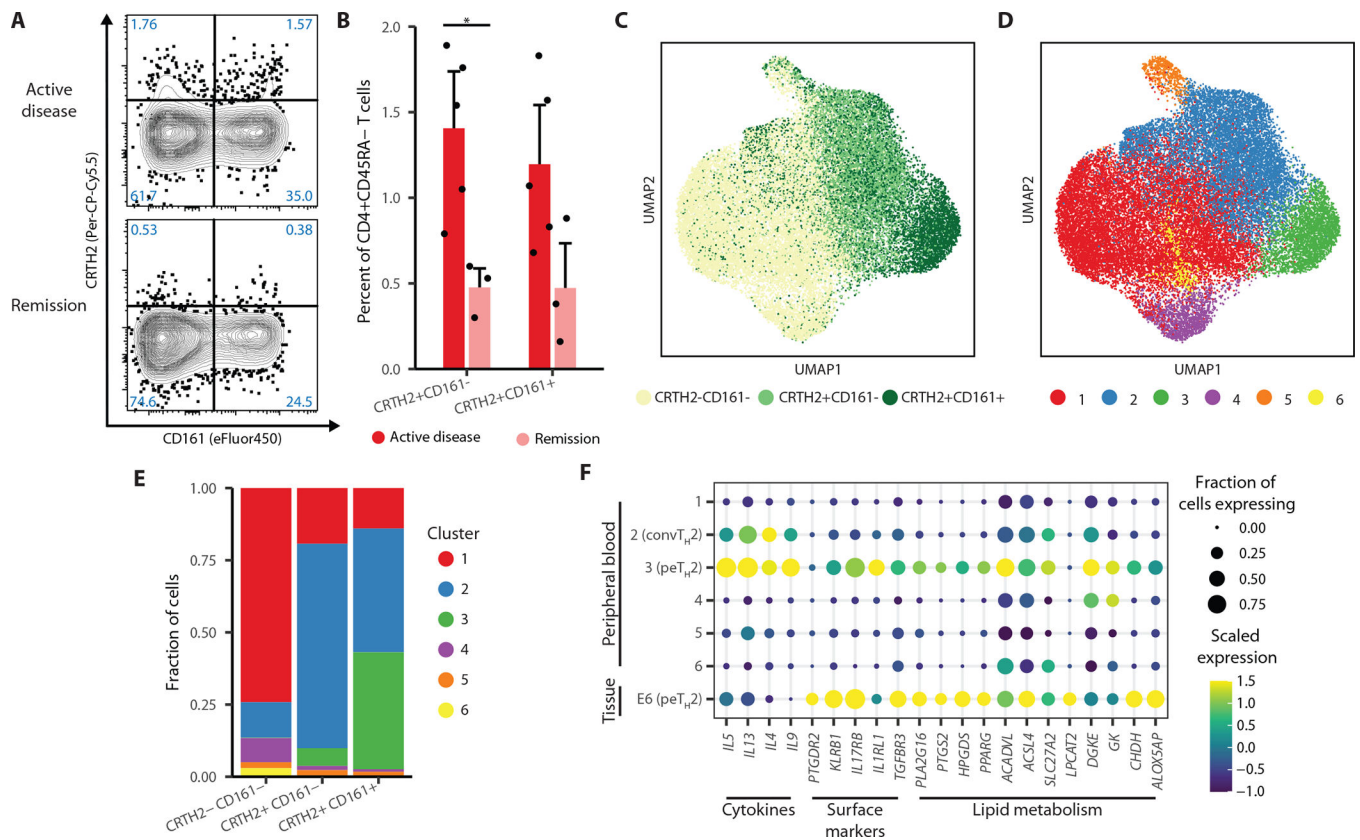 A
Active
disease
Remission
CRTH2 (Per-CP-Cy5.5)
1.76
1.57
61.7
35.0
0.53
0.38
74.6
24.5
CD161 (eFluor450)
B
*
Percent of CD4+CD45RA− T cells
2.0
1.5
1.0
0.5
0.0
CRTH2+CD161-
CRTH2+CD161+
Active disease
Remission
C
UMAP2
UMAP1
CRTH2-CD161-
CRTH2+CD161-
CRTH2+CD161+
D
UMAP2
UMAP1
1
2
3
4
5
6
E
Fraction of cells
1.00
0.75
0.50
0.25
0.00
CRTH2− CD161−
CRTH2+ CD161−
CRTH2+ CD161+
Cluster
1
2
3
4
5
6
F
Peripheral blood
Tissue
1
2 (convTH2)
3 (peTH2)
4
5
6
E6 (peTH2)
IL5
IL13
IL4
IL9
PTGDR2
KLRB1
IL17RB
IL1RL1
TGFBR3
PLA2G16
PTGS2
HPGDS
PPARG
ACADVL
ACSL4
SLC27A2
LPCAT2
DGKE
GK
CHDH
ALOX5AP
Cytokines
Surface
markers
Lipid metabolism
Fraction of
cells expressing
0.00
0.25
0.50
0.75
Scaled
expression
1.5
1.0
0.5
0.0
−0.5
−1.0